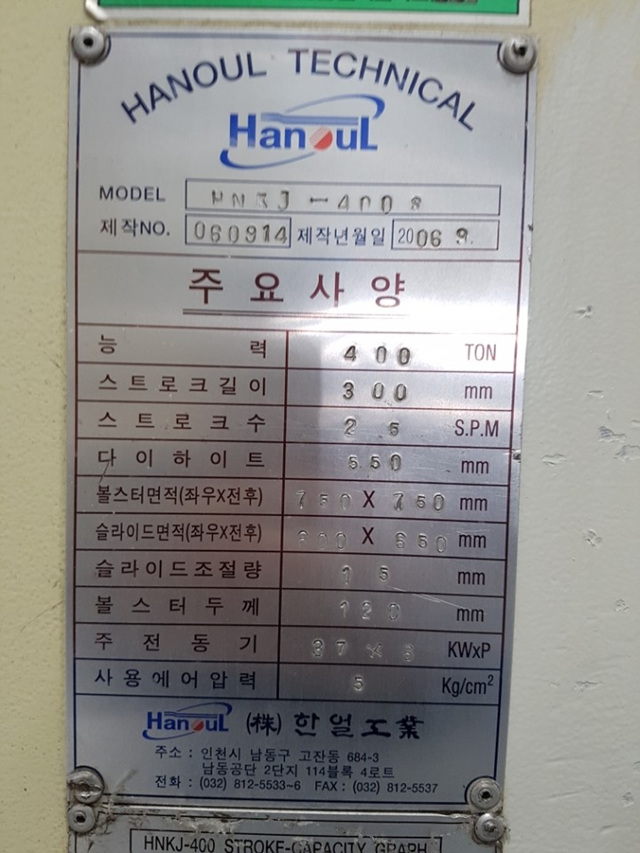 HANOUL TECHNICAL
HanouL
MODEL HNKJ-400
제작NO. 060914 제작년월일 2006 9.
주요사양
능력 400 TON
스트로크길이 300 mm
스트로크수 25 S.P.M
다이하이트 550 mm
볼스터면적(좌우X전후) 750 X 750 mm
슬라이드면적(좌우X전후) X 650 mm
슬라이드조절량 15 mm
볼스터두께 120 mm
주전동기 37 x KWxP
사용에어압력 5 Kg/cm²
HanouL (株) 한얼工業
주소 : 인천시 남동구 고잔동 684-3
남동공단 2단지 114블록 4로트
전화 : (032) 812-5533~6 FAX : (032) 812-5537
HNKJ-400 STROKE-CAPACITY GRAPH